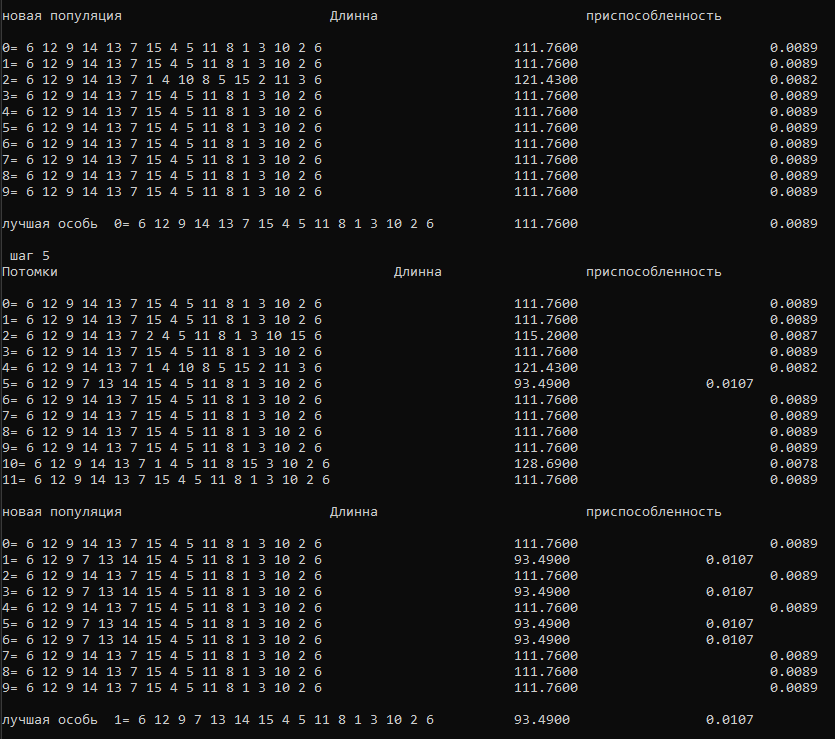 новая популяция Длинна приспособленность
0= 6 12 9 14 13 7 15 4 5 11 8 1 3 10 2 6 111.7600 0.0089
1= 6 12 9 14 13 7 15 4 5 11 8 1 3 10 2 6 111.7600 0.0089
2= 6 12 9 14 13 7 1 4 10 8 5 15 2 11 3 6 121.4300 0.0082
3= 6 12 9 14 13 7 15 4 5 11 8 1 3 10 2 6 111.7600 0.0089
4= 6 12 9 14 13 7 15 4 5 11 8 1 3 10 2 6 111.7600 0.0089
5= 6 12 9 14 13 7 15 4 5 11 8 1 3 10 2 6 111.7600 0.0089
6= 6 12 9 14 13 7 15 4 5 11 8 1 3 10 2 6 111.7600 0.0089
7= 6 12 9 14 13 7 15 4 5 11 8 1 3 10 2 6 111.7600 0.0089
8= 6 12 9 14 13 7 15 4 5 11 8 1 3 10 2 6 111.7600 0.0089
9= 6 12 9 14 13 7 15 4 5 11 8 1 3 10 2 6 111.7600 0.0089
лучшая особь 0= 6 12 9 14 13 7 15 4 5 11 8 1 3 10 2 6 111.7600 0.0089
шаг 5
Потомки Длинна приспособленность
0= 6 12 9 14 13 7 15 4 5 11 8 1 3 10 2 6 111.7600 0.0089
1= 6 12 9 14 13 7 15 4 5 11 8 1 3 10 2 6 111.7600 0.0089
2= 6 12 9 14 13 7 2 4 5 11 8 1 3 10 15 6 115.2000 0.0087
3= 6 12 9 14 13 7 15 4 5 11 8 1 3 10 2 6 111.7600 0.0089
4= 6 12 9 14 13 7 1 4 10 8 5 15 2 11 3 6 121.4300 0.0082
5= 6 12 9 7 13 14 15 4 5 11 8 1 3 10 2 6 93.4900 0.0107
6= 6 12 9 14 13 7 15 4 5 11 8 1 3 10 2 6 111.7600 0.0089
7= 6 12 9 14 13 7 15 4 5 11 8 1 3 10 2 6 111.7600 0.0089
8= 6 12 9 14 13 7 15 4 5 11 8 1 3 10 2 6 111.7600 0.0089
9= 6 12 9 14 13 7 15 4 5 11 8 1 3 10 2 6 111.7600 0.0089
10= 6 12 9 14 13 7 1 4 5 11 8 15 3 10 2 6 128.6900 0.0078
11= 6 12 9 14 13 7 15 4 5 11 8 1 3 10 2 6 111.7600 0.0089
новая популяция Длинна приспособленность
0= 6 12 9 14 13 7 15 4 5 11 8 1 3 10 2 6 111.7600 0.0089
1= 6 12 9 7 13 14 15 4 5 11 8 1 3 10 2 6 93.4900 0.0107
2= 6 12 9 14 13 7 15 4 5 11 8 1 3 10 2 6 111.7600 0.0089
3= 6 12 9 7 13 14 15 4 5 11 8 1 3 10 2 6 93.4900 0.0107
4= 6 12 9 14 13 7 15 4 5 11 8 1 3 10 2 6 111.7600 0.0089
5= 6 12 9 7 13 14 15 4 5 11 8 1 3 10 2 6 93.4900 0.0107
6= 6 12 9 7 13 14 15 4 5 11 8 1 3 10 2 6 93.4900 0.0107
7= 6 12 9 14 13 7 15 4 5 11 8 1 3 10 2 6 111.7600 0.0089
8= 6 12 9 14 13 7 15 4 5 11 8 1 3 10 2 6 111.7600 0.0089
9= 6 12 9 14 13 7 15 4 5 11 8 1 3 10 2 6 111.7600 0.0089
лучшая особь 1= 6 12 9 7 13 14 15 4 5 11 8 1 3 10 2 6 93.4900 0.0107